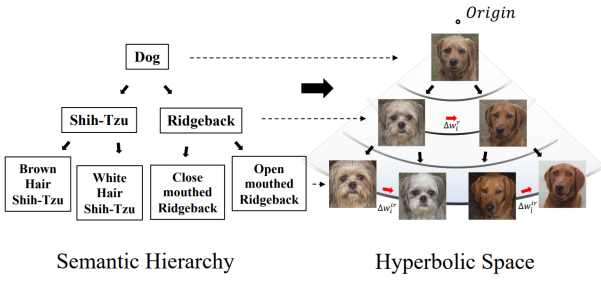 Origin
Dog
Shih-Tzu
Ridgeback
Δw_i^r
Brown
Hair
Shih-Tzu
White
Hair
Shih-Tzu
Close
mouthed
Ridgeback
Open
mouthed
Ridgeback
Δw_i^{ir}
Δw_i^{ir}
Semantic Hierarchy
Hyperbolic Space